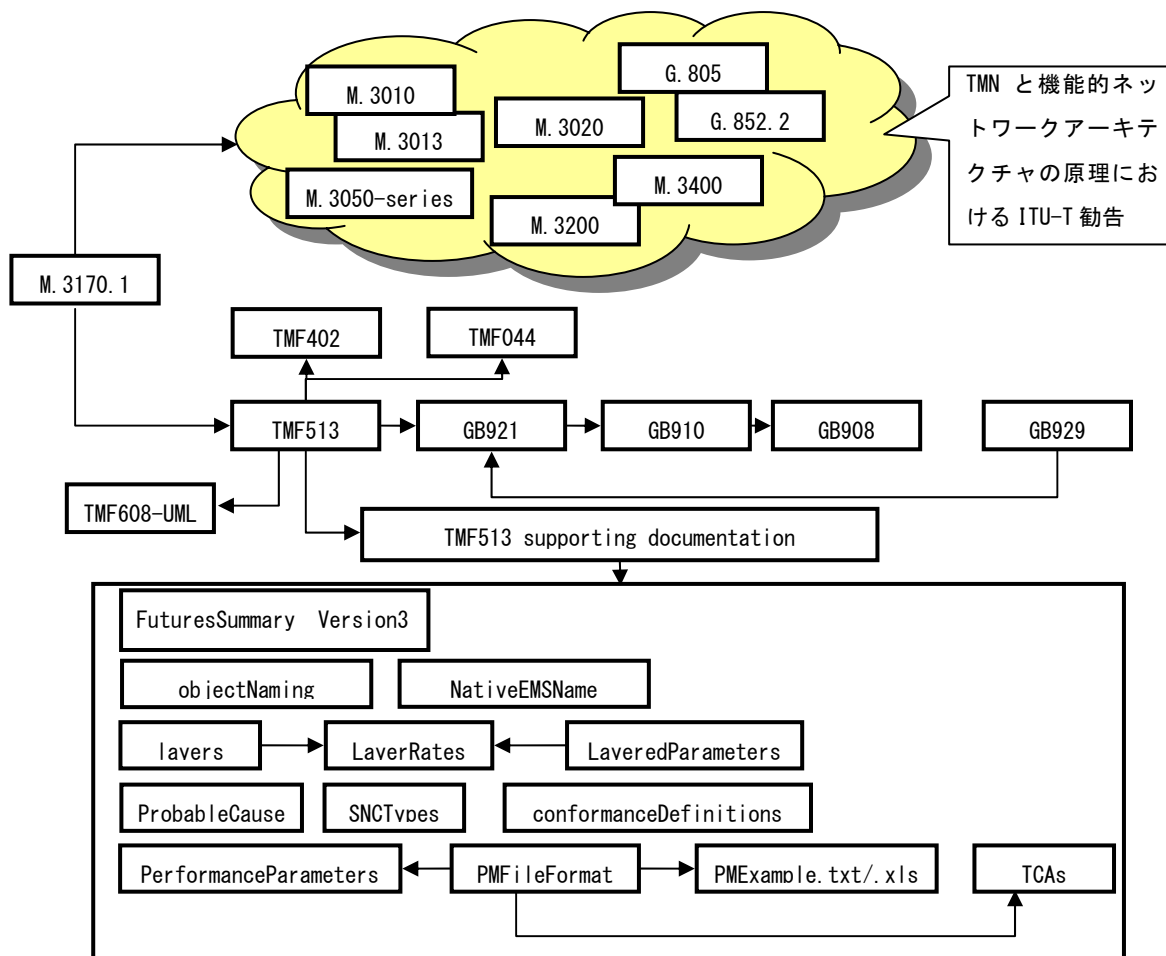 G.805
M.3010
G.852.2
M.3020
M.3013
M.3400
M.3050-series
M.3200
TMN と機能的ネッ
トワークアーキテ
クチャの原理にお
ける ITU-T 勧告
M.3170.1
TMF402
TMF044
TMF513
GB921
GB910
GB908
GB929
TMF608-UML
TMF513 supporting documentation
FuturesSummary Version3
objectNaming
NativeEMSName
layers
LayerRates
LayeredParameters
ProbableCause
SNCTypes
conformanceDefinitions
PerformanceParameters
PMFileFormat
PMExample.txt/.xls
TCAs